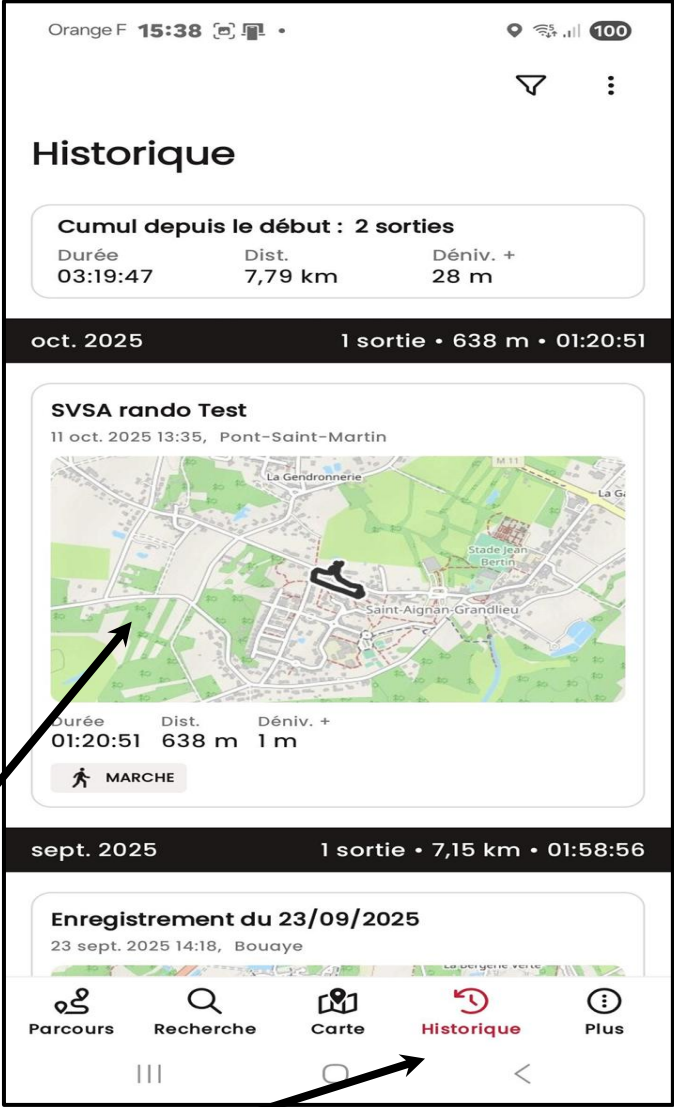 Orange F 15:38 100
Historique
Cumul depuis le début : 2 sorties
Durée Dist. Déniv. +
03:19:47 7,79 km 28 m
oct. 2025 1 sortie • 638 m • 01:20:51
SVSA rando Test
11 oct. 2025 13:35, Pont-Saint-Martin
M 11
La Gendronnerie
Stade Jean
Bertin
Saint-Aignan-Grandlieu
Durée Dist. Déniv. +
01:20:51 638 m 1 m
MARCHE
sept. 2025 1 sortie • 7,15 km • 01:58:56
Enregistrement du 23/09/2025
23 sept. 2025 14:18, Bouaye
Parcours Recherche Carte Historique Plus